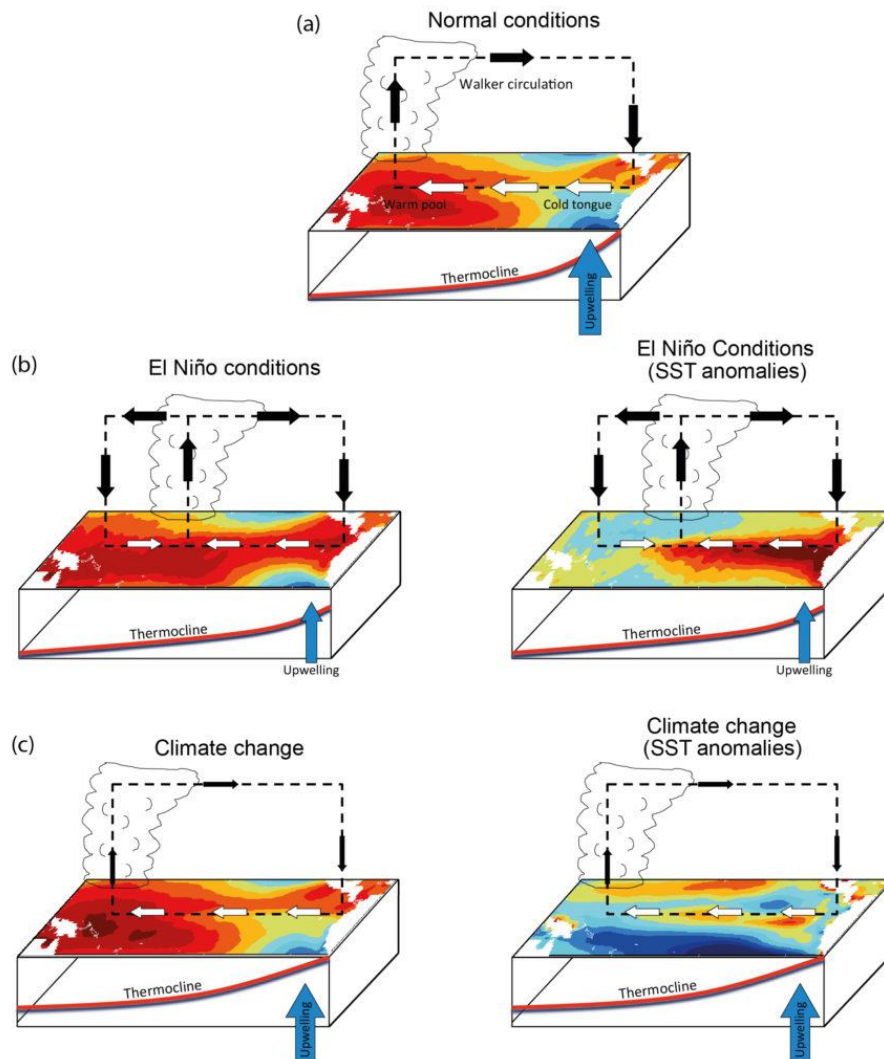 (a)
Normal conditions
Walker circulation
Warm pool
Cold tongue
Thermocline
Upwelling
(b)
El Niño conditions
Thermocline
Upwelling
El Niño Conditions
(SST anomalies)
Thermocline
Upwelling
(c)
Climate change
Thermocline
Upwelling
Climate change
(SST anomalies)
Thermocline
Upwelling